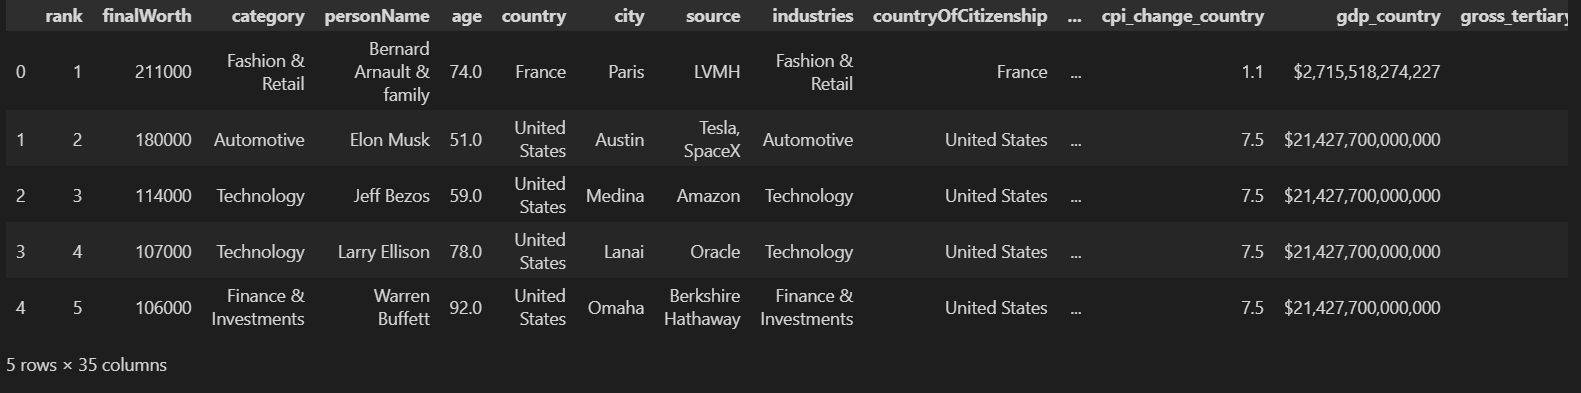 rank finalWorth category personName age country city source industries countryOfCitizenship ... cpi_change_country gdp_country gross_tertiary
0 1 211000 Fashion & Retail Bernard Arnault & family 74.0 France Paris LVMH Fashion & Retail France ... 1.1 $2,715,518,274,227
1 2 180000 Automotive Elon Musk 51.0 United States Austin Tesla, SpaceX Automotive United States ... 7.5 $21,427,700,000,000
2 3 114000 Technology Jeff Bezos 59.0 United States Medina Amazon Technology United States ... 7.5 $21,427,700,000,000
3 4 107000 Technology Larry Ellison 78.0 United States Lanai Oracle Technology United States ... 7.5 $21,427,700,000,000
4 5 106000 Finance & Investments Warren Buffett 92.0 United States Omaha Berkshire Hathaway Finance & Investments United States ... 7.5 $21,427,700,000,000
5 rows × 35 columns